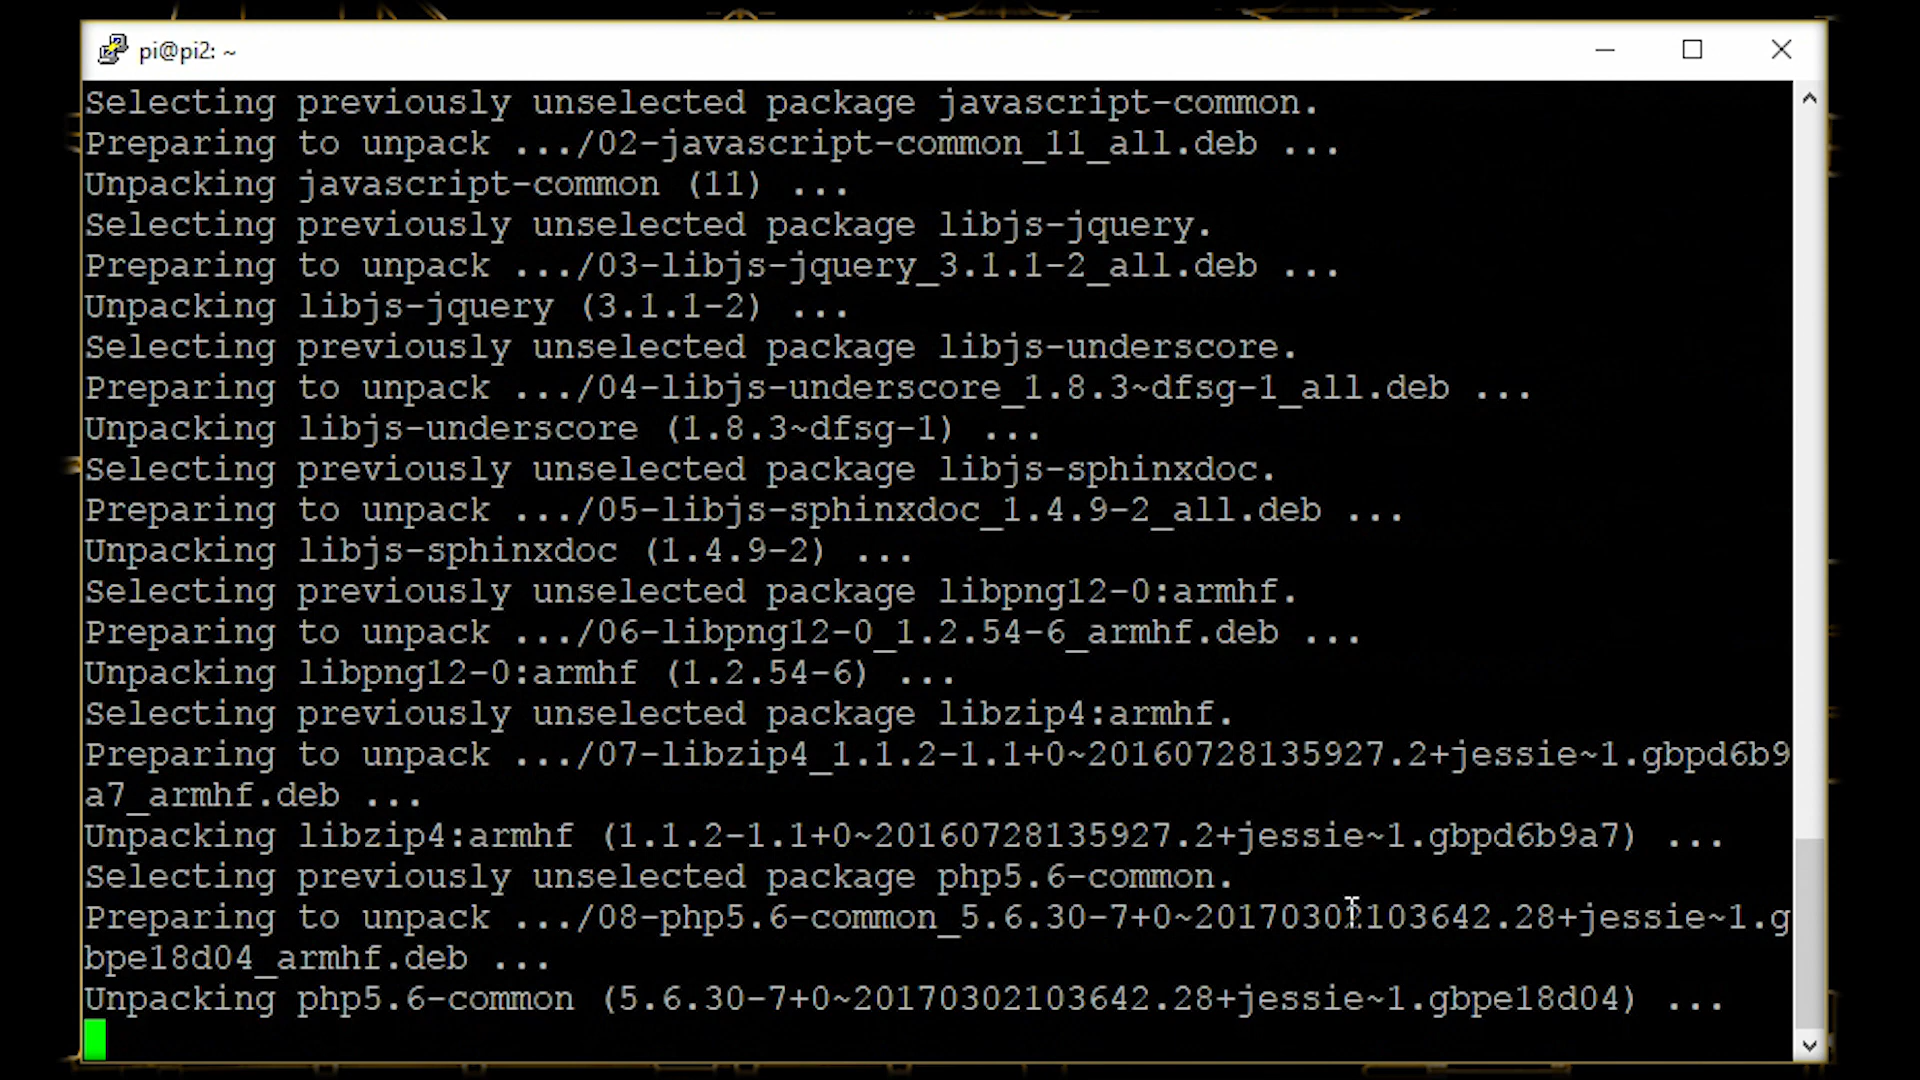 pi@pi2: ~
Selecting previously unselected package javascript-common.
Preparing to unpack .../02-javascript-common_11_all.deb ...
Unpacking javascript-common (11) ...
Selecting previously unselected package libjs-jquery.
Preparing to unpack .../03-libjs-jquery_3.1.1-2_all.deb ...
Unpacking libjs-jquery (3.1.1-2) ...
Selecting previously unselected package libjs-underscore.
Preparing to unpack .../04-libjs-underscore_1.8.3~dfsg-1_all.deb ...
Unpacking libjs-underscore (1.8.3~dfsg-1) ...
Selecting previously unselected package libjs-sphinxdoc.
Preparing to unpack .../05-libjs-sphinxdoc_1.4.9-2_all.deb ...
Unpacking libjs-sphinxdoc (1.4.9-2) ...
Selecting previously unselected package libpng12-0:armhf.
Preparing to unpack .../06-libpng12-0_1.2.54-6_armhf.deb ...
Unpacking libpng12-0:armhf (1.2.54-6) ...
Selecting previously unselected package libzip4:armhf.
Preparing to unpack .../07-libzip4_1.1.2-1.1+0~20160728135927.2+jessie~1.gbpd6b9
a7_armhf.deb ...
Unpacking libzip4:armhf (1.1.2-1.1+0~20160728135927.2+jessie~1.gbpd6b9a7) ...
Selecting previously unselected package php5.6-common.
Preparing to unpack .../08-php5.6-common_5.6.30-7+0~20170302103642.28+jessie~1.g
bpe18d04_armhf.deb ...
Unpacking php5.6-common (5.6.30-7+0~20170302103642.28+jessie~1.gbpe18d04) ...